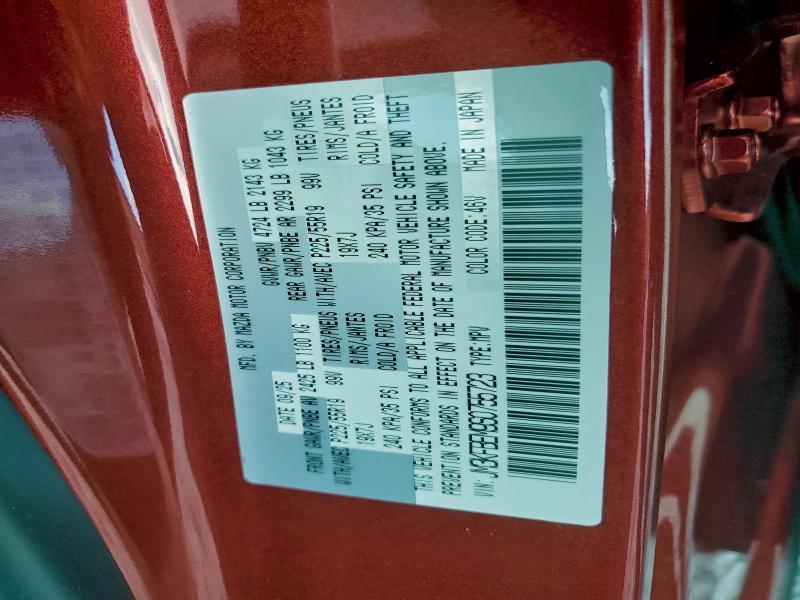 MFD. BY MAZDA MOTOR CORPORATION
DATE 09/25 GVWR/PNBV 4724 LB 2143 KG
FRONT GAWR/PNBE AV 2425 LB 1100 KG REAR GAWR/PNBE AR 2299 LB 1043 KG
WITH/AVEC P225/55R19 99V TIRES/PNEUS WITH/AVEC P225/55R19 99V TIRES/PNEUS
19X7J RIMS/JANTES 19X7J RIMS/JANTES
240 KPA/35 PSI COLD/A FROID 240 KPA/35 PSI COLD/A FROID
THIS VEHICLE CONFORMS TO ALL APPLICABLE FEDERAL MOTOR VEHICLE SAFETY AND THEFT
PREVENTION STANDARDS IN EFFECT ON THE DATE OF MANUFACTURE SHOWN ABOVE.
VIN: TYPE:MPV COLOR CODE:46V MADE IN JAPAN